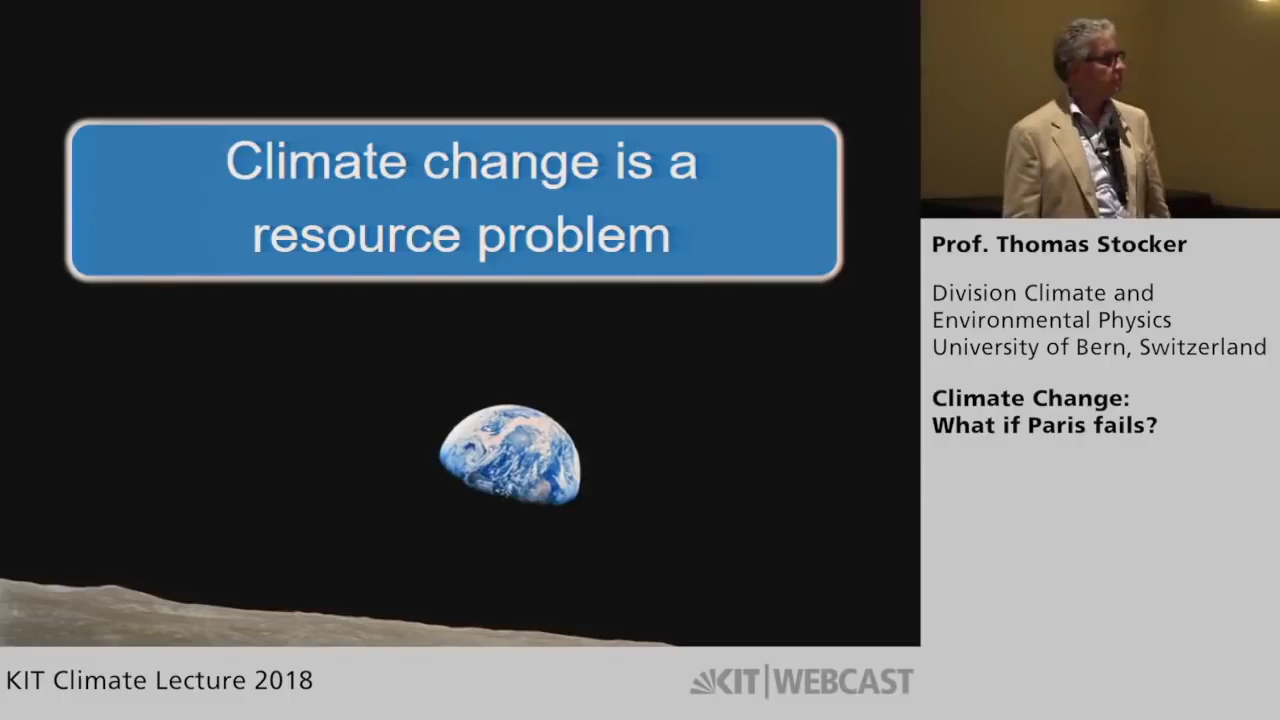 Climate change is a
resource problem
Prof. Thomas Stocker
Division Climate and
Environmental Physics
University of Bern, Switzerland
Climate Change:
What if Paris fails?
KIT Climate Lecture 2018
KIT|WEBCAST